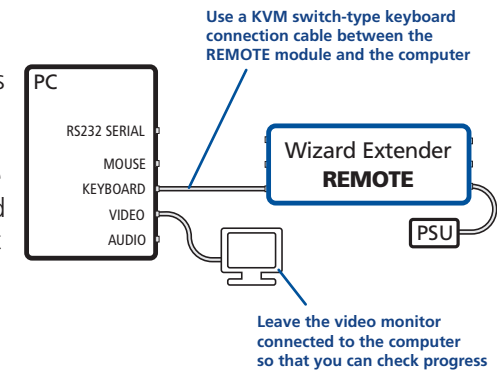 Use a KVM switch-type keyboard
connection cable between the
REMOTE module and the computer
PC
RS232 SERIAL
MOUSE
KEYBOARD
VIDEO
AUDIO
Wizard Extender
REMOTE
PSU
Leave the video monitor
connected to the computer
so that you can check progress